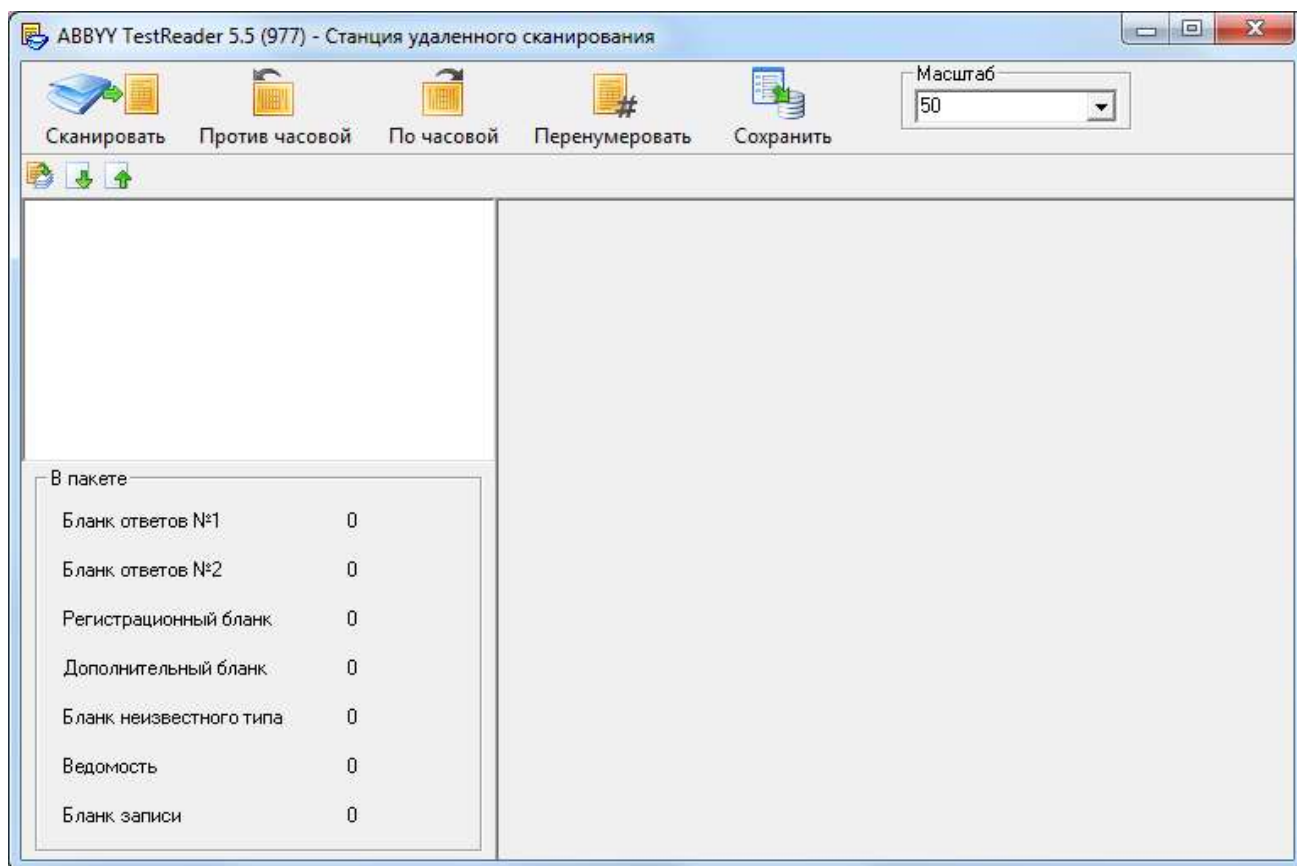 ABBYY TestReader 5.5 (977) - Станция удаленного сканирования
Масштаб
50
Сканировать Против часовой По часовой Перенумеровать Сохранить
В пакете
Бланк ответов №1 0
Бланк ответов №2 0
Регистрационный бланк 0
Дополнительный бланк 0
Бланк неизвестного типа 0
Ведомость 0
Бланк записи 0